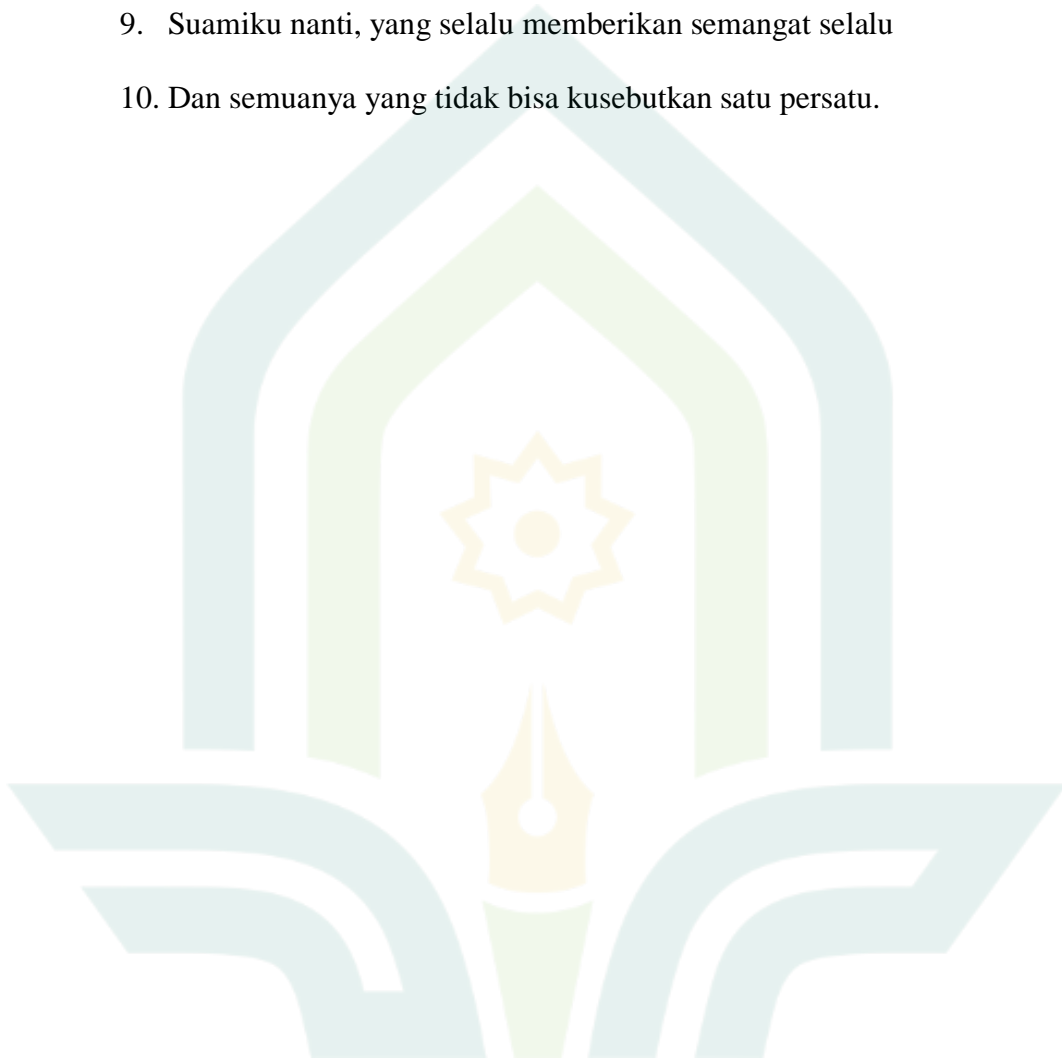 9. Suamiku nanti, yang selalu memberikan semangat selalu
10. Dan semuanya yang tidak bisa kusebutkan satu persatu.